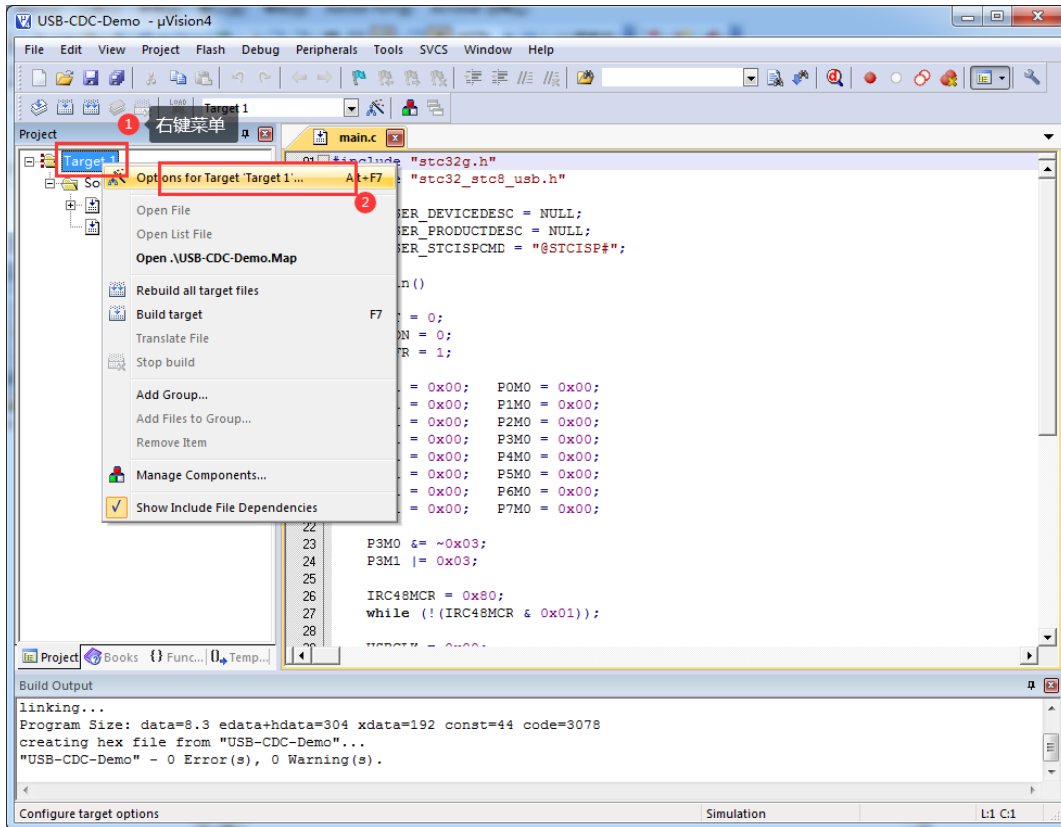 USB-CDC-Demo - µVision4
File Edit View Project Flash Debug Peripherals Tools SVCS Window Help
LOAD Target 1
1 右键菜单
Project
main.c
Target 1
01 #include "stc32g.h"
Options for Target 'Target 1'... Alt+F7
"stc32_stc8_usb.h"
So
2
Open File
SER_DEVICEDESC = NULL;
Open List File
SER_PRODUCTDESC = NULL;
Open .\USB-CDC-Demo.Map
SER_STCISPCMD = "@STCISP#";
Rebuild all target files
n()
Build target F7
= 0;
Translate File
N = 0;
Stop build
R = 1;
Add Group...
= 0x00; P0M0 = 0x00;
Add Files to Group...
= 0x00; P1M0 = 0x00;
= 0x00; P2M0 = 0x00;
Remove Item
= 0x00; P3M0 = 0x00;
= 0x00; P4M0 = 0x00;
Manage Components...
= 0x00; P5M0 = 0x00;
= 0x00; P6M0 = 0x00;
Show Include File Dependencies
= 0x00; P7M0 = 0x00;
22
23 P3M0 &= ~0x03;
24 P3M1 |= 0x03;
25
26 IRC48MCR = 0x80;
27 while (!(IRC48MCR & 0x01));
28
Project Books {} Func... Temp...
Build Output
linking...
Program Size: data=8.3 edata+hdata=304 xdata=192 const=44 code=3078
creating hex file from "USB-CDC-Demo"...
"USB-CDC-Demo" - 0 Error(s), 0 Warning(s).
Configure target options Simulation L:1 C:1